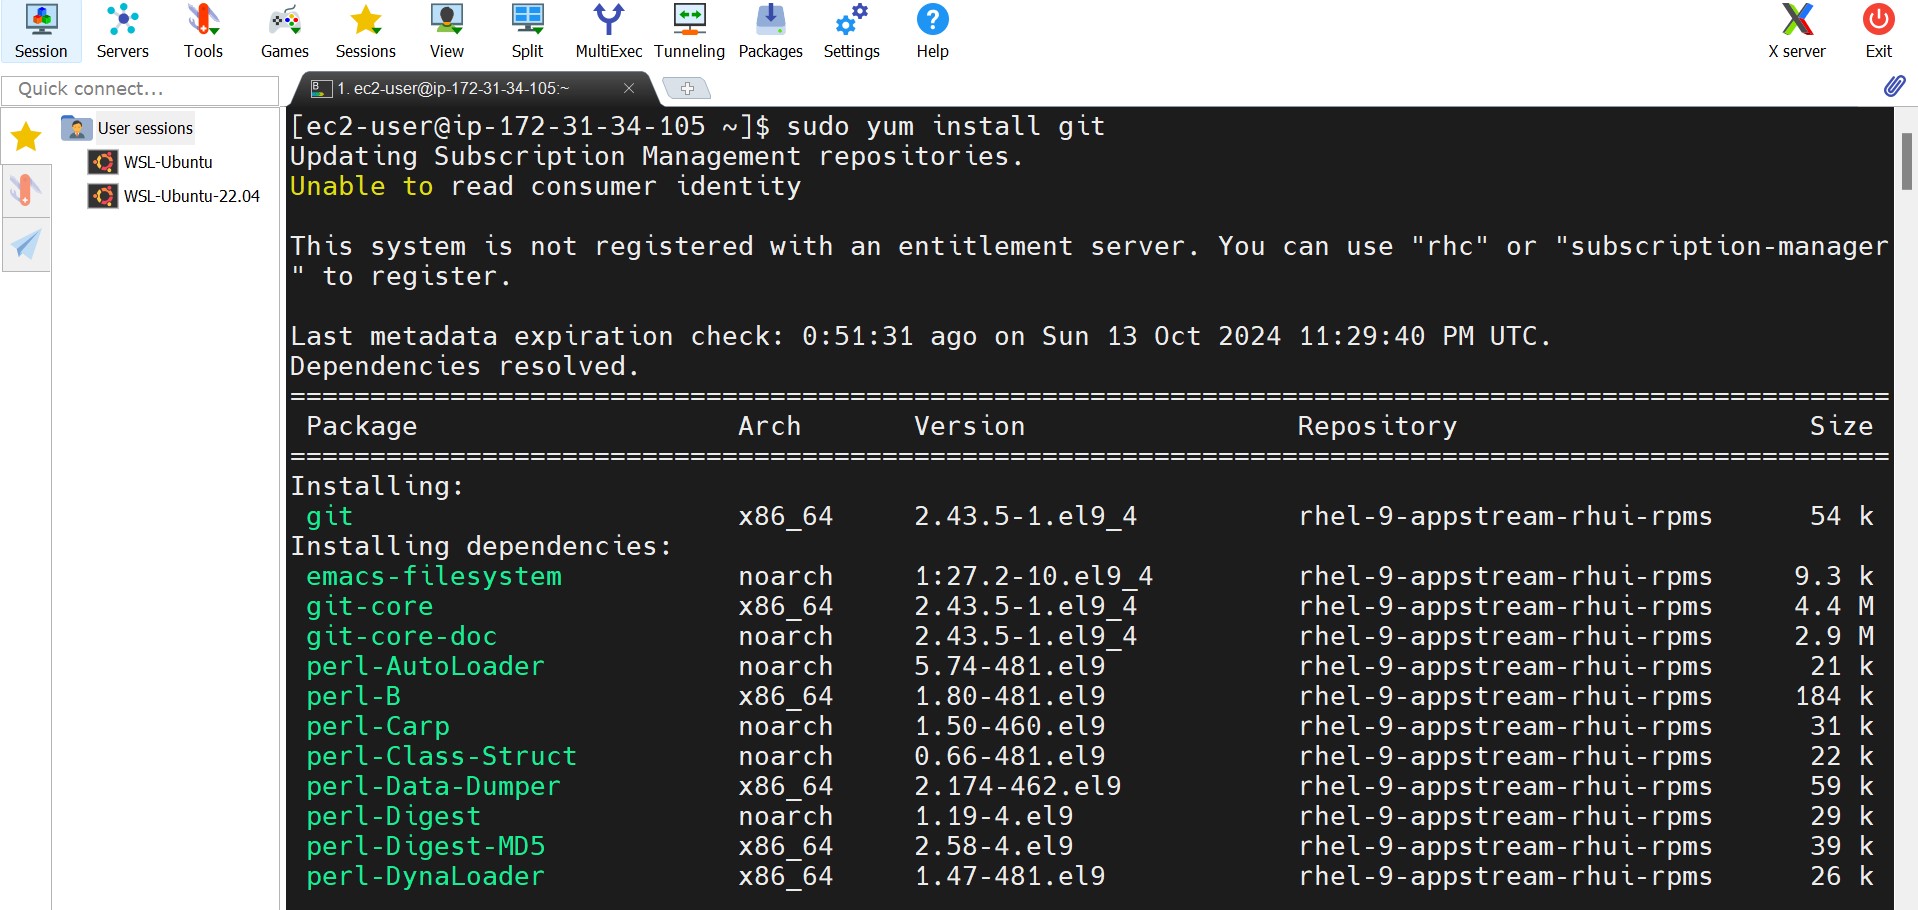 Session Servers Tools Games Sessions View Split MultiExec Tunneling Packages Settings Help X server Exit
Quick connect...
1. ec2-user@ip-172-31-34-105:~
User sessions
WSL-Ubuntu
WSL-Ubuntu-22.04
[ec2-user@ip-172-31-34-105 ~]$ sudo yum install git
Updating Subscription Management repositories.
Unable to read consumer identity
This system is not registered with an entitlement server. You can use "rhc" or "subscription-manager
" to register.
Last metadata expiration check: 0:51:31 ago on Sun 13 Oct 2024 11:29:40 PM UTC.
Dependencies resolved.
====================================================================================================
Package Arch Version Repository Size
====================================================================================================
Installing:
git x86_64 2.43.5-1.el9_4 rhel-9-appstream-rhui-rpms 54 k
Installing dependencies:
emacs-filesystem noarch 1:27.2-10.el9_4 rhel-9-appstream-rhui-rpms 9.3 k
git-core x86_64 2.43.5-1.el9_4 rhel-9-appstream-rhui-rpms 4.4 M
git-core-doc noarch 2.43.5-1.el9_4 rhel-9-appstream-rhui-rpms 2.9 M
perl-AutoLoader noarch 5.74-481.el9 rhel-9-appstream-rhui-rpms 21 k
perl-B x86_64 1.80-481.el9 rhel-9-appstream-rhui-rpms 184 k
perl-Carp noarch 1.50-460.el9 rhel-9-appstream-rhui-rpms 31 k
perl-Class-Struct noarch 0.66-481.el9 rhel-9-appstream-rhui-rpms 22 k
perl-Data-Dumper x86_64 2.174-462.el9 rhel-9-appstream-rhui-rpms 59 k
perl-Digest noarch 1.19-4.el9 rhel-9-appstream-rhui-rpms 29 k
perl-Digest-MD5 x86_64 2.58-4.el9 rhel-9-appstream-rhui-rpms 39 k
perl-DynaLoader x86_64 1.47-481.el9 rhel-9-appstream-rhui-rpms 26 k